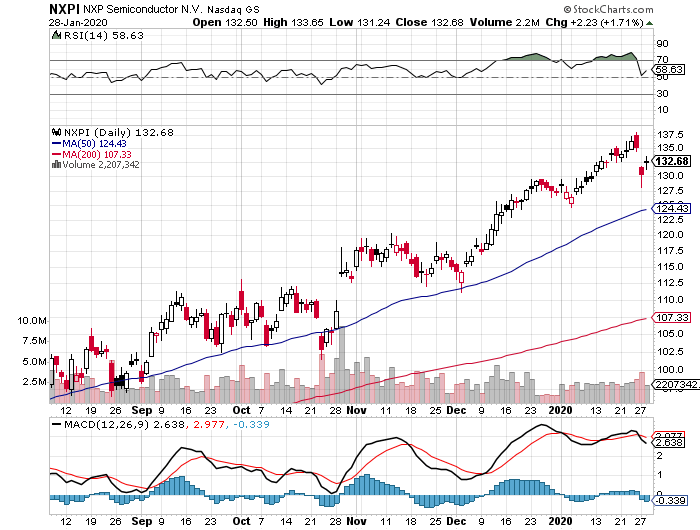 NXPI NXP Semiconductor N.V. Nasdaq GS © StockCharts.com
28-Jan-2020 Open 132.50 High 133.65 Low 131.24 Close 132.68 Volume 2.2M Chg +2.23 (+1.71%)
RSI(14) 58.63
90
70
58.63
50
30
10
NXPI (Daily) 132.68
MA(50) 124.43
MA(200) 107.33
Volume 2,207,342
137.5
135.0
132.68
130.0
127.5
125.0
124.43
122.5
120.0
117.5
115.0
112.5
110.0
107.33
105.0
102.5
100.0
2207342
10.0M
7.5M
5.0M
2.5M
12 19 26 Sep 9 16 23 Oct 7 14 21 28 Nov 11 18 25 Dec 9 16 23 2020 13 21 27
MACD(12,26,9) 2.638, 2.977, -0.339
2.977
2.638
2
1
-0.339
12 19 26 Sep 9 16 23 Oct 7 14 21 28 Nov 11 18 25 Dec 9 16 23 2020 13 21 27